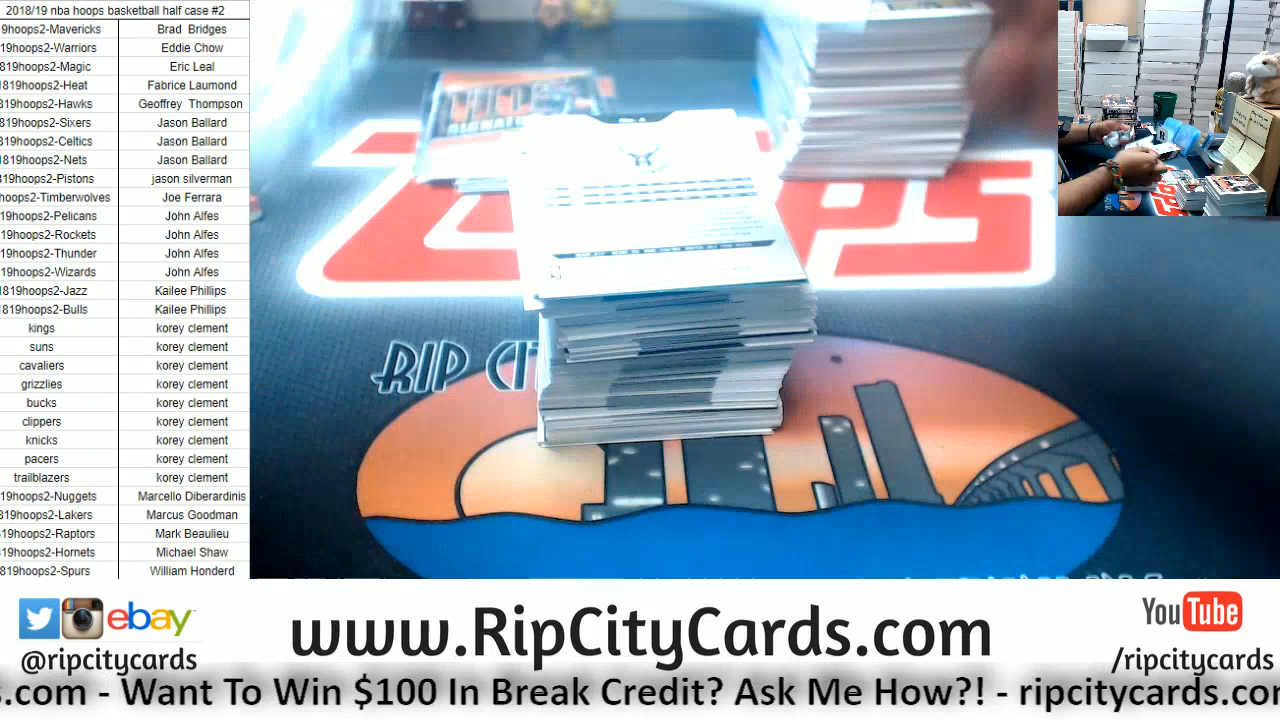 2018/19 nba hoops basketball half case #2
9hoops2-Mavericks Brad Bridges
19hoops2-Warriors Eddie Chow
819hoops2-Magic Eric Leal
1819hoops2-Heat Fabrice Laumond
819hoops2-Hawks Geoffrey Thompson
819hoops2-Sixers Jason Ballard
819hoops2-Celtics Jason Ballard
1819hoops2-Nets Jason Ballard
819hoops2-Pistons jason silverman
hoops2-Timberwolves Joe Ferrara
19hoops2-Pelicans John Alfes
19hoops2-Rockets John Alfes
19hoops2-Thunder John Alfes
19hoops2-Wizards John Alfes
1819hoops2-Jazz Kailee Phillips
1819hoops2-Bulls Kailee Phillips
kings korey clement
suns korey clement
cavaliers korey clement
grizzlies korey clement
bucks korey clement
clippers korey clement
knicks korey clement
pacers korey clement
trailblazers korey clement
19hoops2-Nuggets Marcello Diberardinis
819hoops2-Lakers Marcus Goodman
19hoops2-Raptors Mark Beaulieu
19hoops2-Hornets Michael Shaw
819hoops2-Spurs William Honderd
RIP CIT
ebay
@ripcitycards
www.RipCityCards.com
YouTube
/ripcitycards
s.com - Want To Win $100 In Break Credit? Ask Me How?! - ripcitycards.com